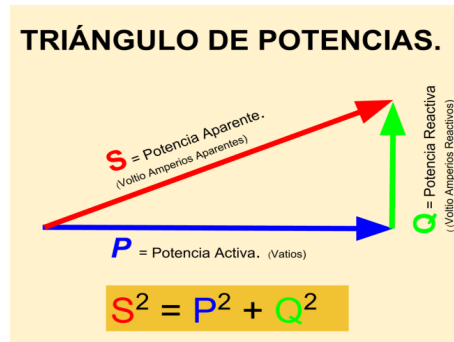 TRIÁNGULO DE POTENCIAS.
S = Potencia Aparente.
(Voltio Amperios Aparentes)
Q = Potencia Reactiva
((Voltio Amperios Reactivos)
P = Potencia Activa. (Vatios)
S² = P² + Q²